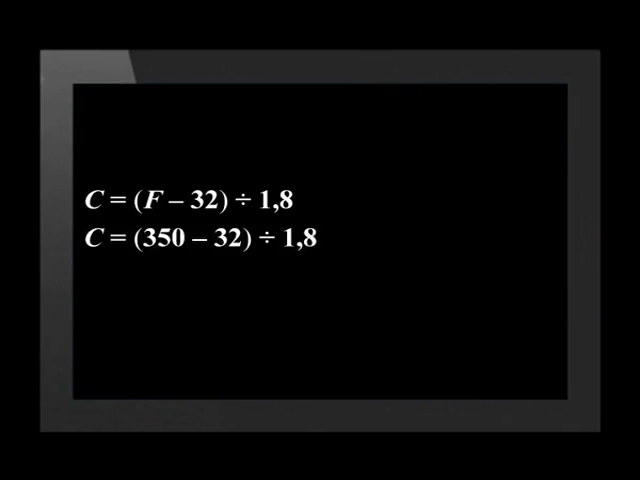 C = (F – 32) ÷ 1,8
C = (350 – 32) ÷ 1,8